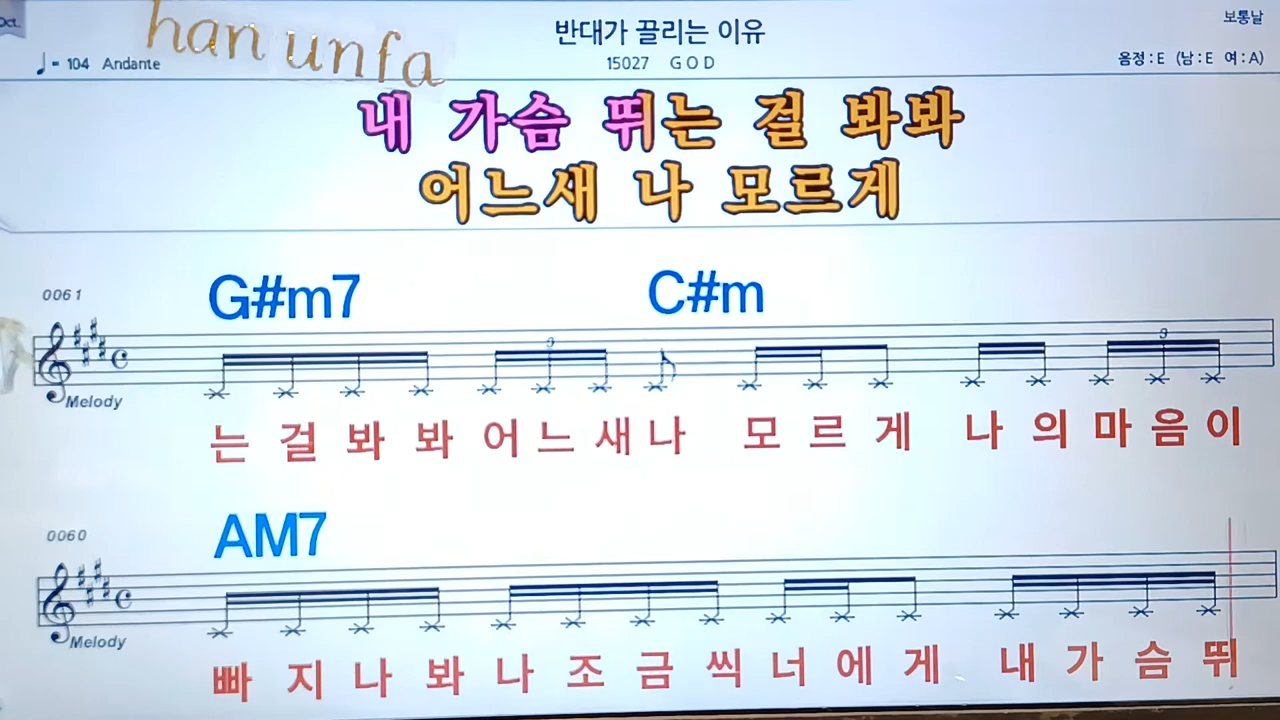 oct.
han unfa
반대가 끌리는 이유
보통날
♩= 104 Andante
15027 GOD
음정:E (남:E 여:A)
내 가슴 뛰는 걸 봐봐
어느새 나 모르게
0061
G#m7 C#m
3 3
Melody
는 걸 봐 봐 어 느 새 나 모 르 게 나 의 마 음 이
0060
AM7
Melody
빠 지 나 봐 나 조 금 씩 너 에 게 내 가 슴 뛰